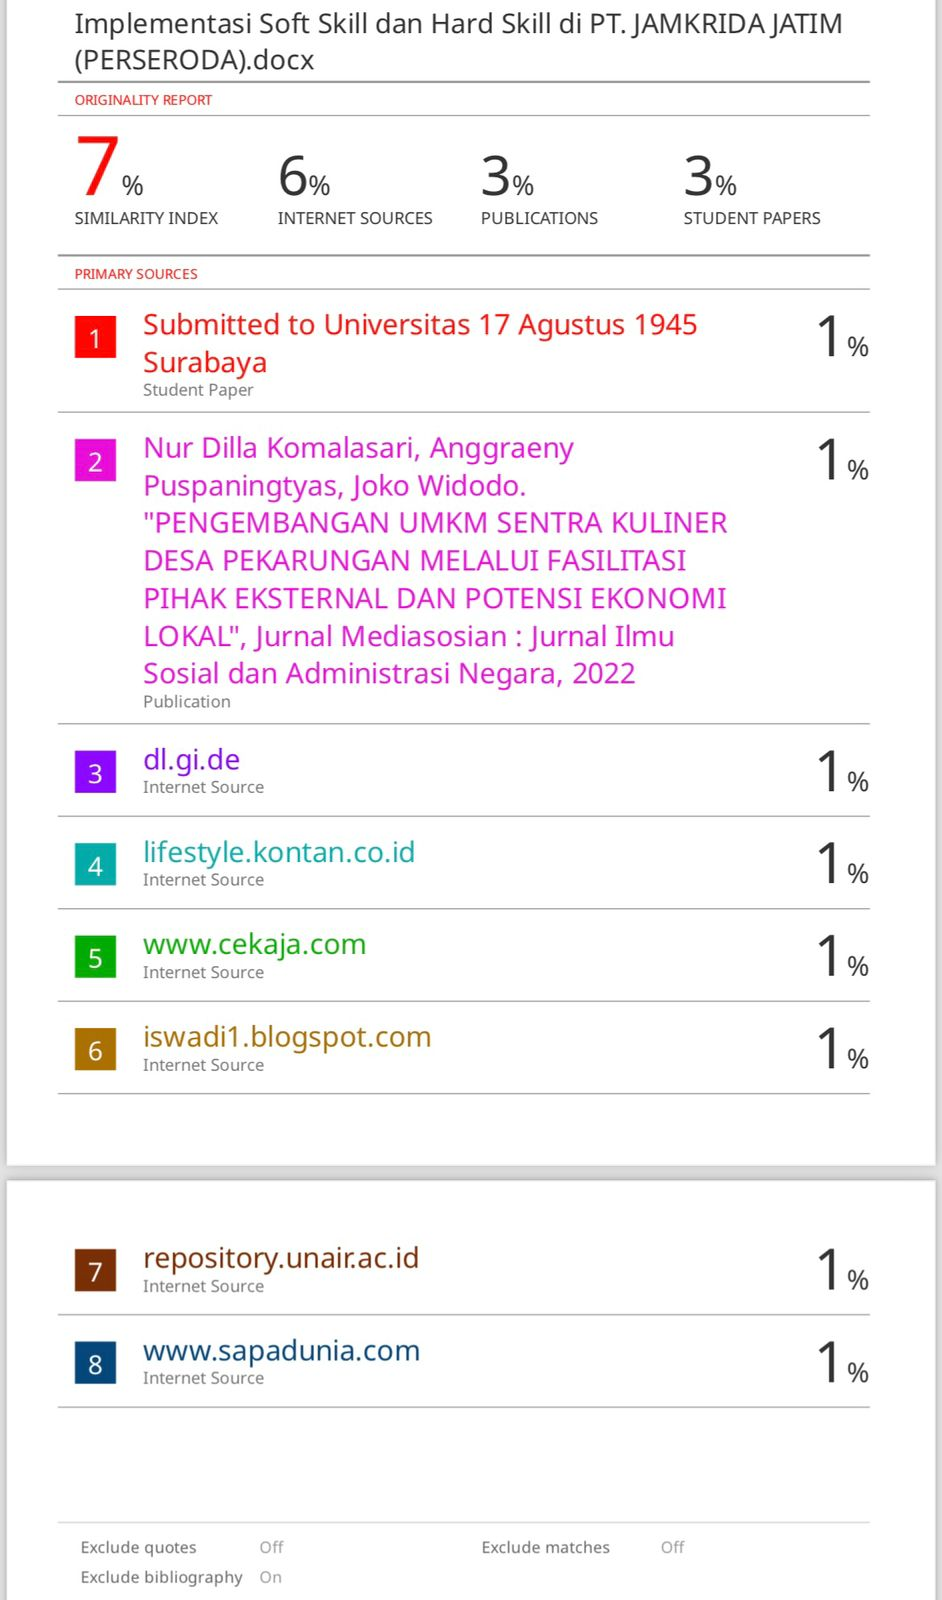 Implementasi Soft Skill dan Hard Skill di PT. JAMKRIDA JATIM
(PERSERODA).docx
ORIGINALITY REPORT
7% 6% 3% 3%
SIMILARITY INDEX INTERNET SOURCES PUBLICATIONS STUDENT PAPERS
PRIMARY SOURCES
1 Submitted to Universitas 17 Agustus 1945 1%
Surabaya
Student Paper
2 Nur Dilla Komalasari, Anggraeny 1%
Puspaningtyas, Joko Widodo.
"PENGEMBANGAN UMKM SENTRA KULINER
DESA PEKARUNGAN MELALUI FASILITASI
PIHAK EKSTERNAL DAN POTENSI EKONOMI
LOKAL", Jurnal Mediasosian : Jurnal Ilmu
Sosial dan Administrasi Negara, 2022
Publication
3 dl.gi.de 1%
Internet Source
4 lifestyle.kontan.co.id 1%
Internet Source
5 www.cekaja.com 1%
Internet Source
6 iswadi1.blogspot.com 1%
Internet Source
7 repository.unair.ac.id 1%
Internet Source
8 www.sapadunia.com 1%
Internet Source
Exclude quotes Off Exclude matches Off
Exclude bibliography On